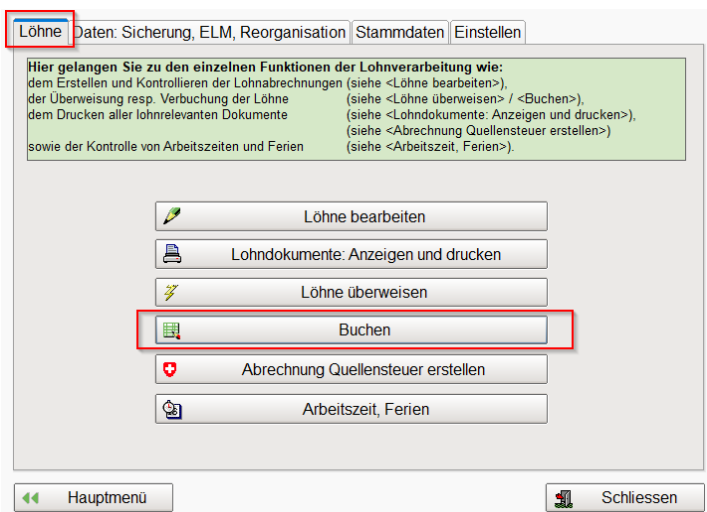 Löhne Daten: Sicherung, ELM, Reorganisation Stammdaten Einstellen
Hier gelangen Sie zu den einzelnen Funktionen der Lohnverarbeitung wie:
dem Erstellen und Kontrollieren der Lohnabrechnungen (siehe <Löhne bearbeiten>),
der Überweisung resp. Verbuchung der Löhne (siehe <Löhne überweisen> / <Buchen>),
dem Drucken aller lohnrelevanten Dokumente (siehe <Lohndokumente: Anzeigen und drucken>),
(siehe <Abrechnung Quellensteuer erstellen>)
sowie der Kontrolle von Arbeitszeiten und Ferien (siehe <Arbeitszeit, Ferien>).
Löhne bearbeiten
Lohndokumente: Anzeigen und drucken
Löhne überweisen
Buchen
Abrechnung Quellensteuer erstellen
Arbeitszeit, Ferien
Hauptmenü Schliessen